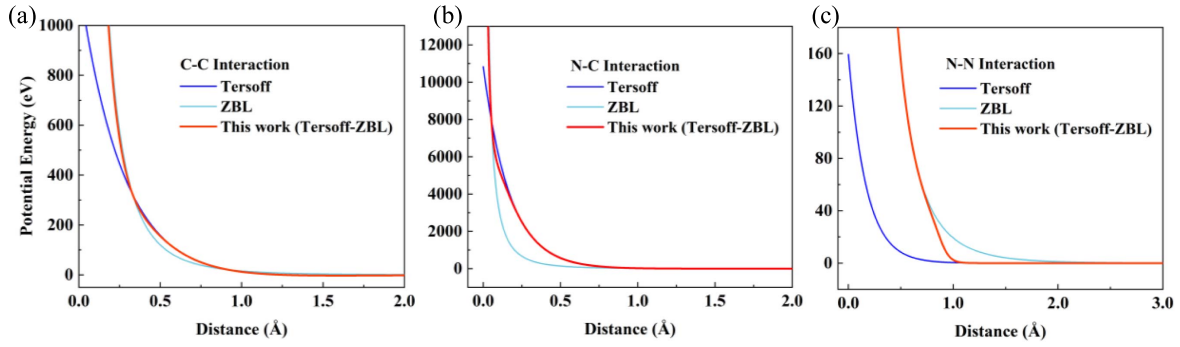 (a)
1000
800
600
400
200
0
Potential Energy (eV)
C-C Interaction
Tersoff
ZBL
This work (Tersoff-ZBL)
0.0 0.5 1.0 1.5 2.0
Distance (Å)
(b)
12000
10000
8000
6000
4000
2000
0
N-C Interaction
Tersoff
ZBL
This work (Tersoff-ZBL)
0.0 0.5 1.0 1.5 2.0
Distance (Å)
(c)
160
120
80
40
0
N-N Interaction
Tersoff
ZBL
This work (Tersoff-ZBL)
0.0 1.0 2.0 3.0
Distance (Å)